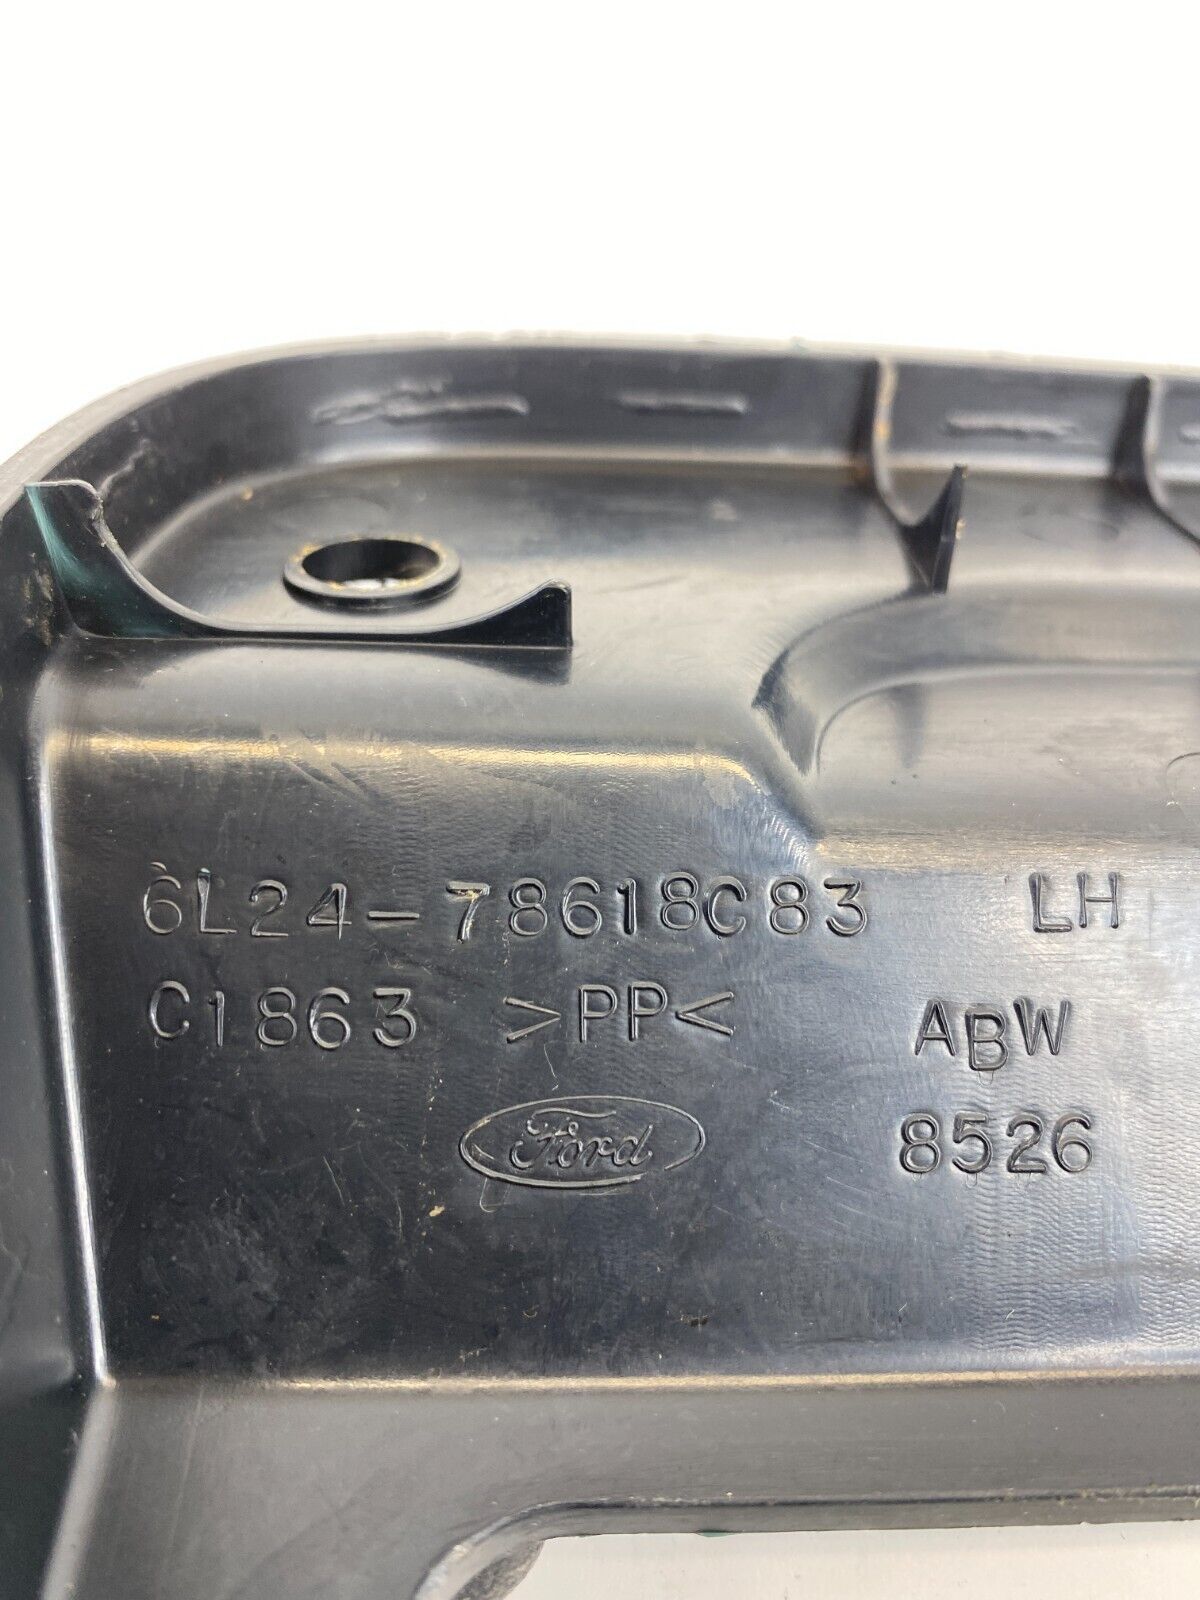 6L24-78618C83 LH
C1863 >PP< ABW
Ford 8526